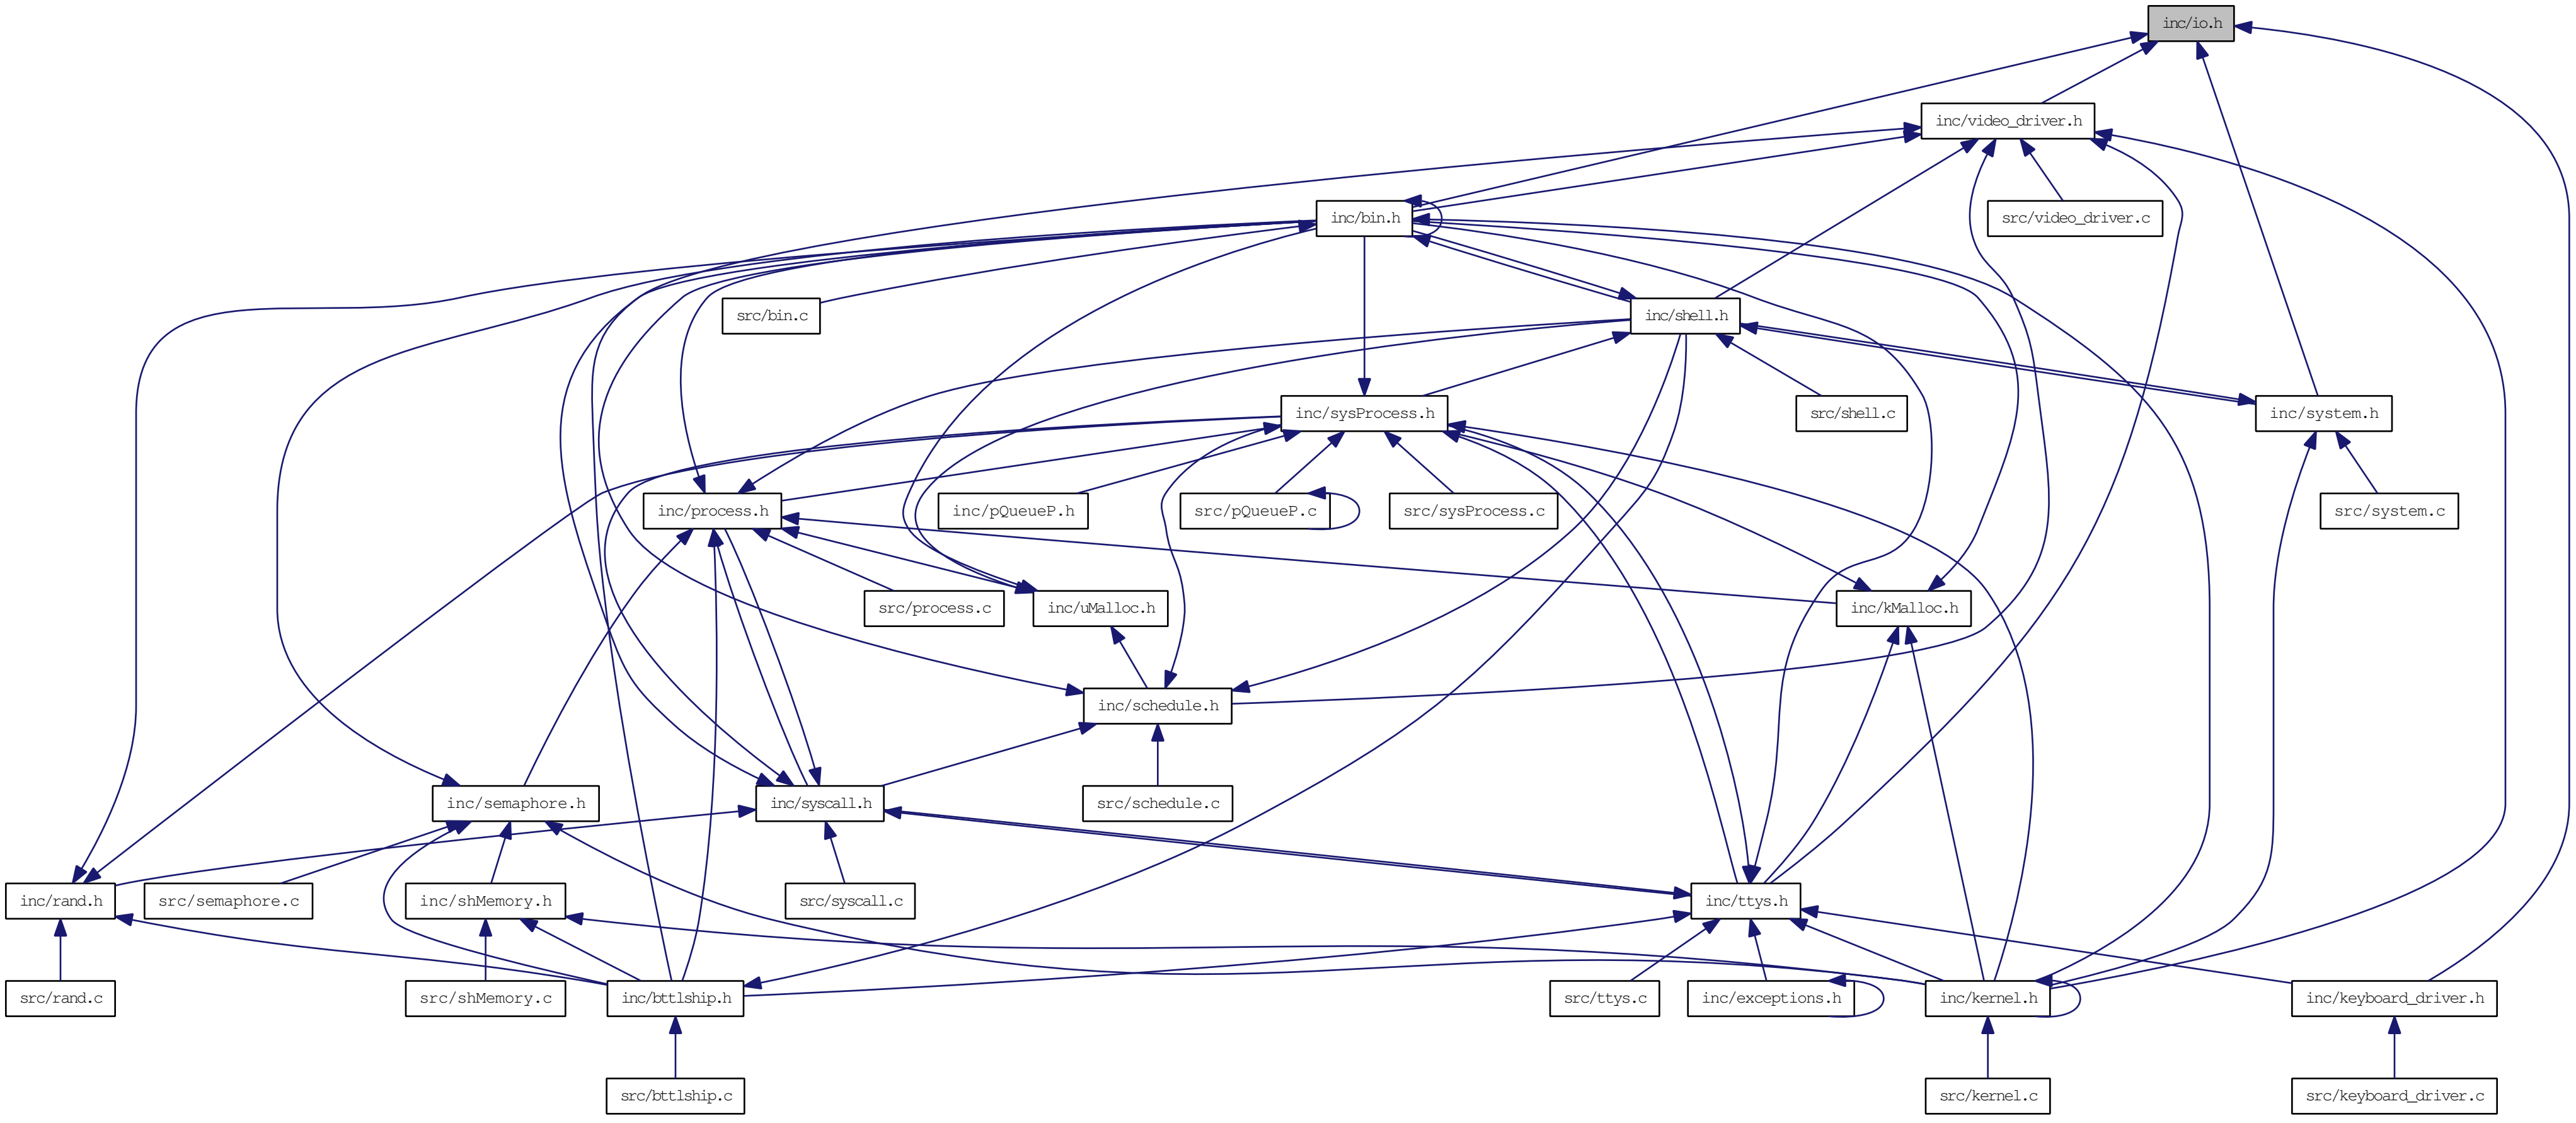 inc/io.h
inc/video_driver.h
inc/bin.h
src/video_driver.c
src/bin.c
inc/shell.h
inc/sysProcess.h
src/shell.c
inc/system.h
inc/process.h
inc/pQueueP.h
src/pQueueP.c
src/sysProcess.c
src/system.c
src/process.c
inc/uMalloc.h
inc/kMalloc.h
inc/schedule.h
inc/semaphore.h
inc/syscall.h
src/schedule.c
inc/rand.h
src/semaphore.c
inc/shMemory.h
src/syscall.c
inc/ttys.h
src/rand.c
src/shMemory.c
inc/bttlship.h
src/ttys.c
inc/exceptions.h
inc/kernel.h
inc/keyboard_driver.h
src/bttlship.c
src/kernel.c
src/keyboard_driver.c